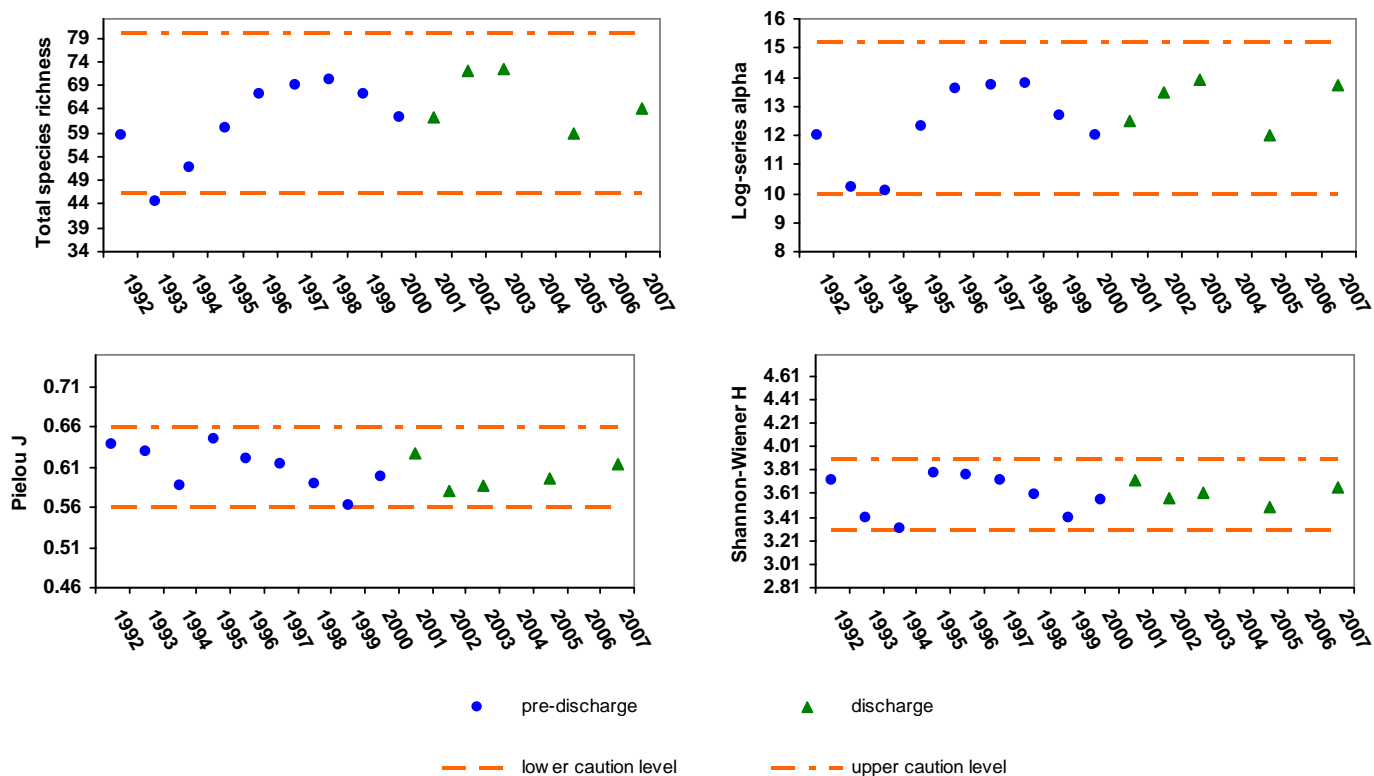 Total species richness
79
74
69
64
59
54
49
44
39
34
1992 1993 1994 1995 1996 1997 1998 1999 2000 2001 2002 2003 2004 2005 2006 2007
Log-series alpha
16
15
14
13
12
11
10
9
8
1992 1993 1994 1995 1996 1997 1998 1999 2000 2001 2002 2003 2004 2005 2006 2007
Pielou J
0.71
0.66
0.61
0.56
0.51
0.46
1992 1993 1994 1995 1996 1997 1998 1999 2000 2001 2002 2003 2004 2005 2006 2007
Shannon-Wiener H
4.61
4.41
4.21
4.01
3.81
3.61
3.41
3.21
3.01
2.81
1992 1993 1994 1995 1996 1997 1998 1999 2000 2001 2002 2003 2004 2005 2006 2007
pre-discharge
discharge
lower caution level
upper caution level